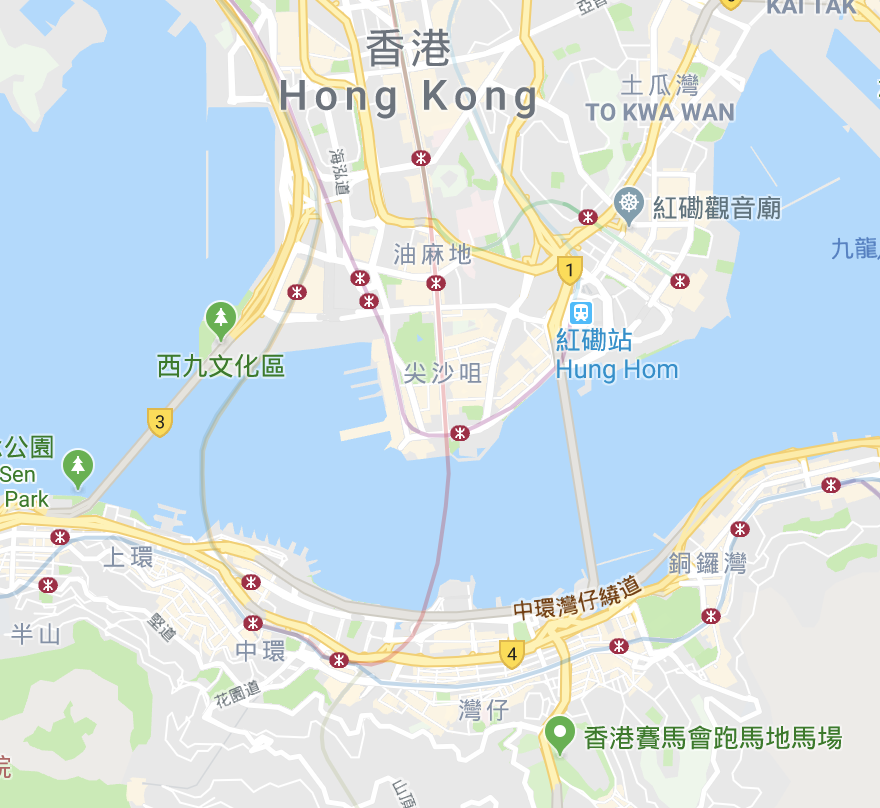 KAI TAK
亞皆
香港
Hong Kong
土瓜灣
TO KWA WAN
海泓道
紅磡觀音廟
九龍
油麻地
1
紅磡站
Hung Hom
西九文化區
尖沙咀
3
公園
Sen
Park
上環
銅鑼灣
中環灣仔繞道
半山
堅道
中環
4
花園道
灣仔
香港賽馬會跑馬地馬場
院
山頂